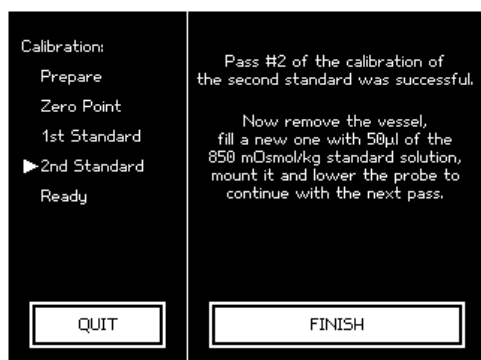 Calibration:
Prepare
Zero Point
1st Standard
2nd Standard
Ready
Pass #2 of the calibration of
the second standard was successful.
Now remove the vessel,
fill a new one with 50µl of the
850 mOsmol/kg standard solution,
mount it and lower the probe to
continue with the next pass.
QUIT
FINISH